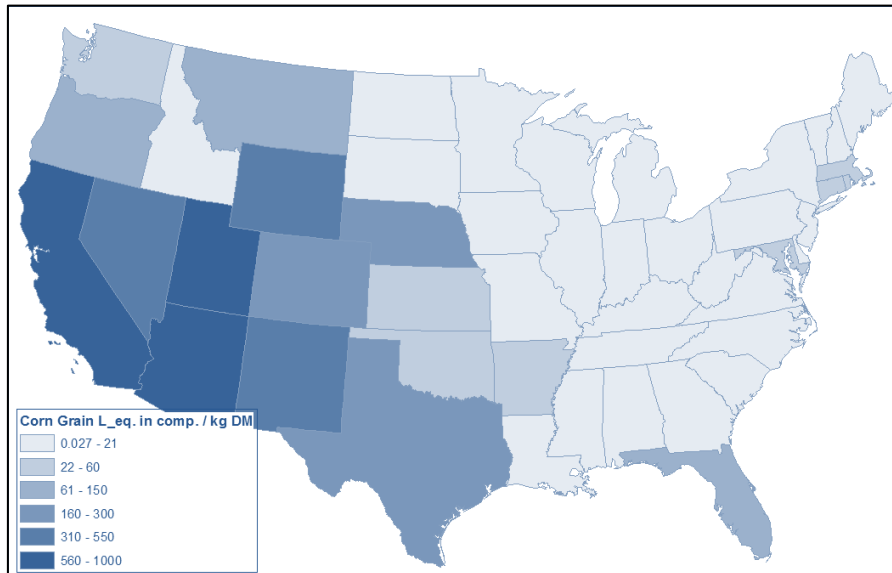 Corn Grain L_eq. in comp. / kg DM
0.027 - 21
22 - 60
61 - 150
160 - 300
310 - 550
560 - 1000